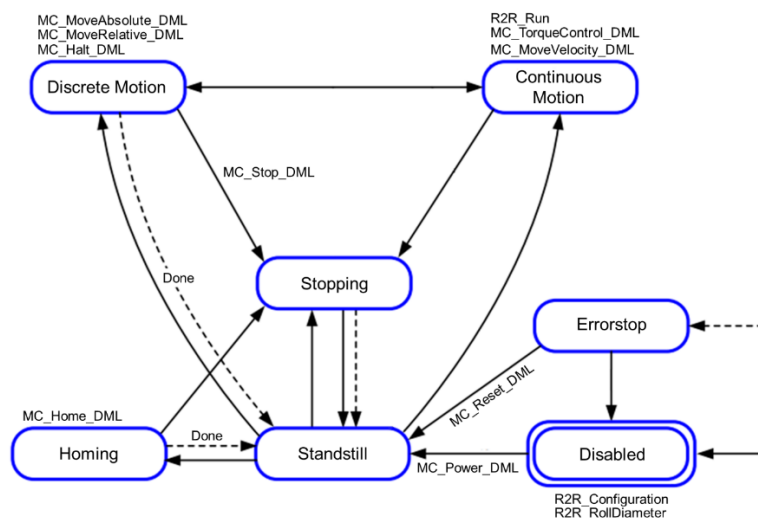 MC_MoveAbsolute_DML
MC_MoveRelative_DML
MC_Halt_DML
Discrete Motion
R2R_Run
MC_TorqueControl_DML
MC_MoveVelocity_DML
Continuous
Motion
MC_Stop_DML
Done
Stopping
Errorstop
MC_Reset_DML
MC_Home_DML
Homing
Done
Standstill
MC_Power_DML
Disabled
R2R_Configuration
R2R_RollDiameter